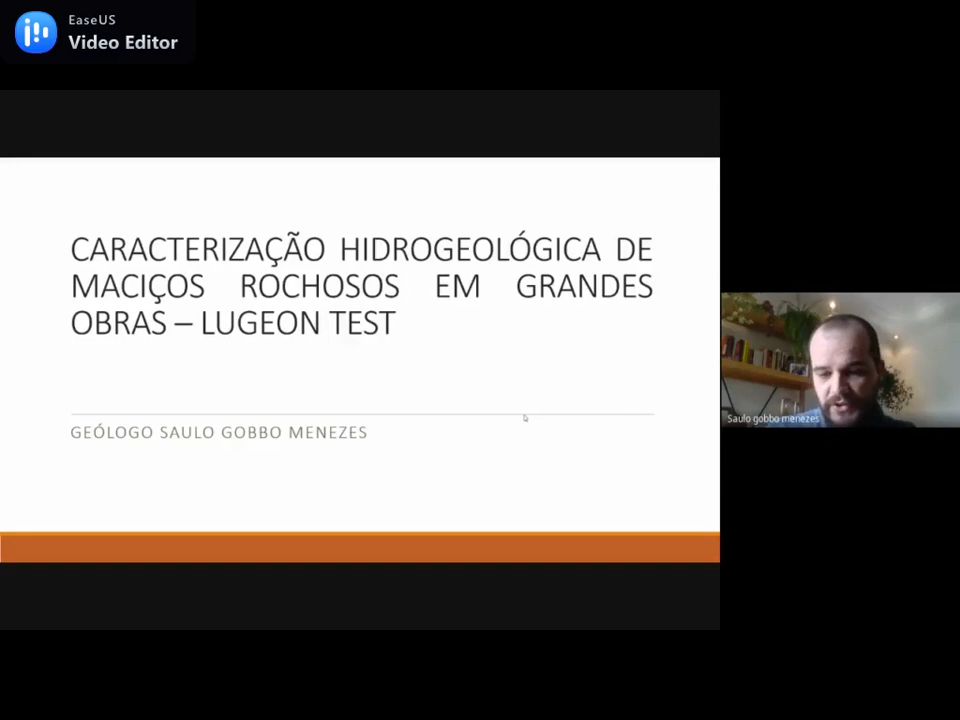 EaseUS
Video Editor
CARACTERIZAÇÃO HIDROGEOLÓGICA DE
MACIÇOS ROCHOSOS EM GRANDES
OBRAS – LUGEON TEST
GEÓLOGO SAULO GOBBO MENEZES
Saulo gobbo menezes